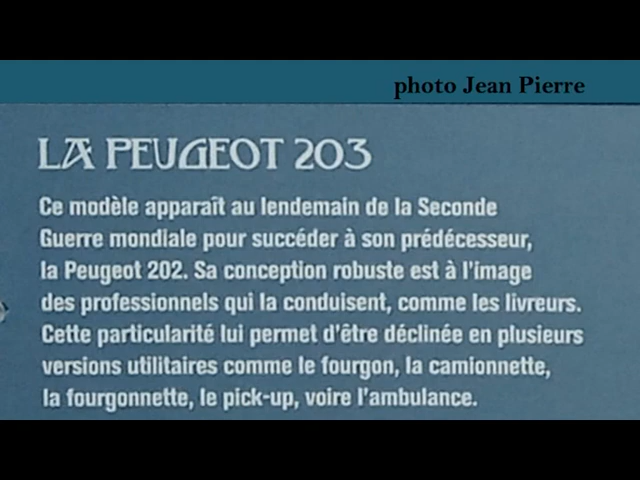 photo Jean Pierre
LA PEUGEOT 203
Ce modèle apparaît au lendemain de la Seconde
Guerre mondiale pour succéder à son prédécesseur,
la Peugeot 202. Sa conception robuste est à l'image
des professionnels qui la conduisent, comme les livreurs.
Cette particularité lui permet d'être déclinée en plusieurs
versions utilitaires comme le fourgon, la camionnette,
la fourgonnette, le pick-up, voire l'ambulance.